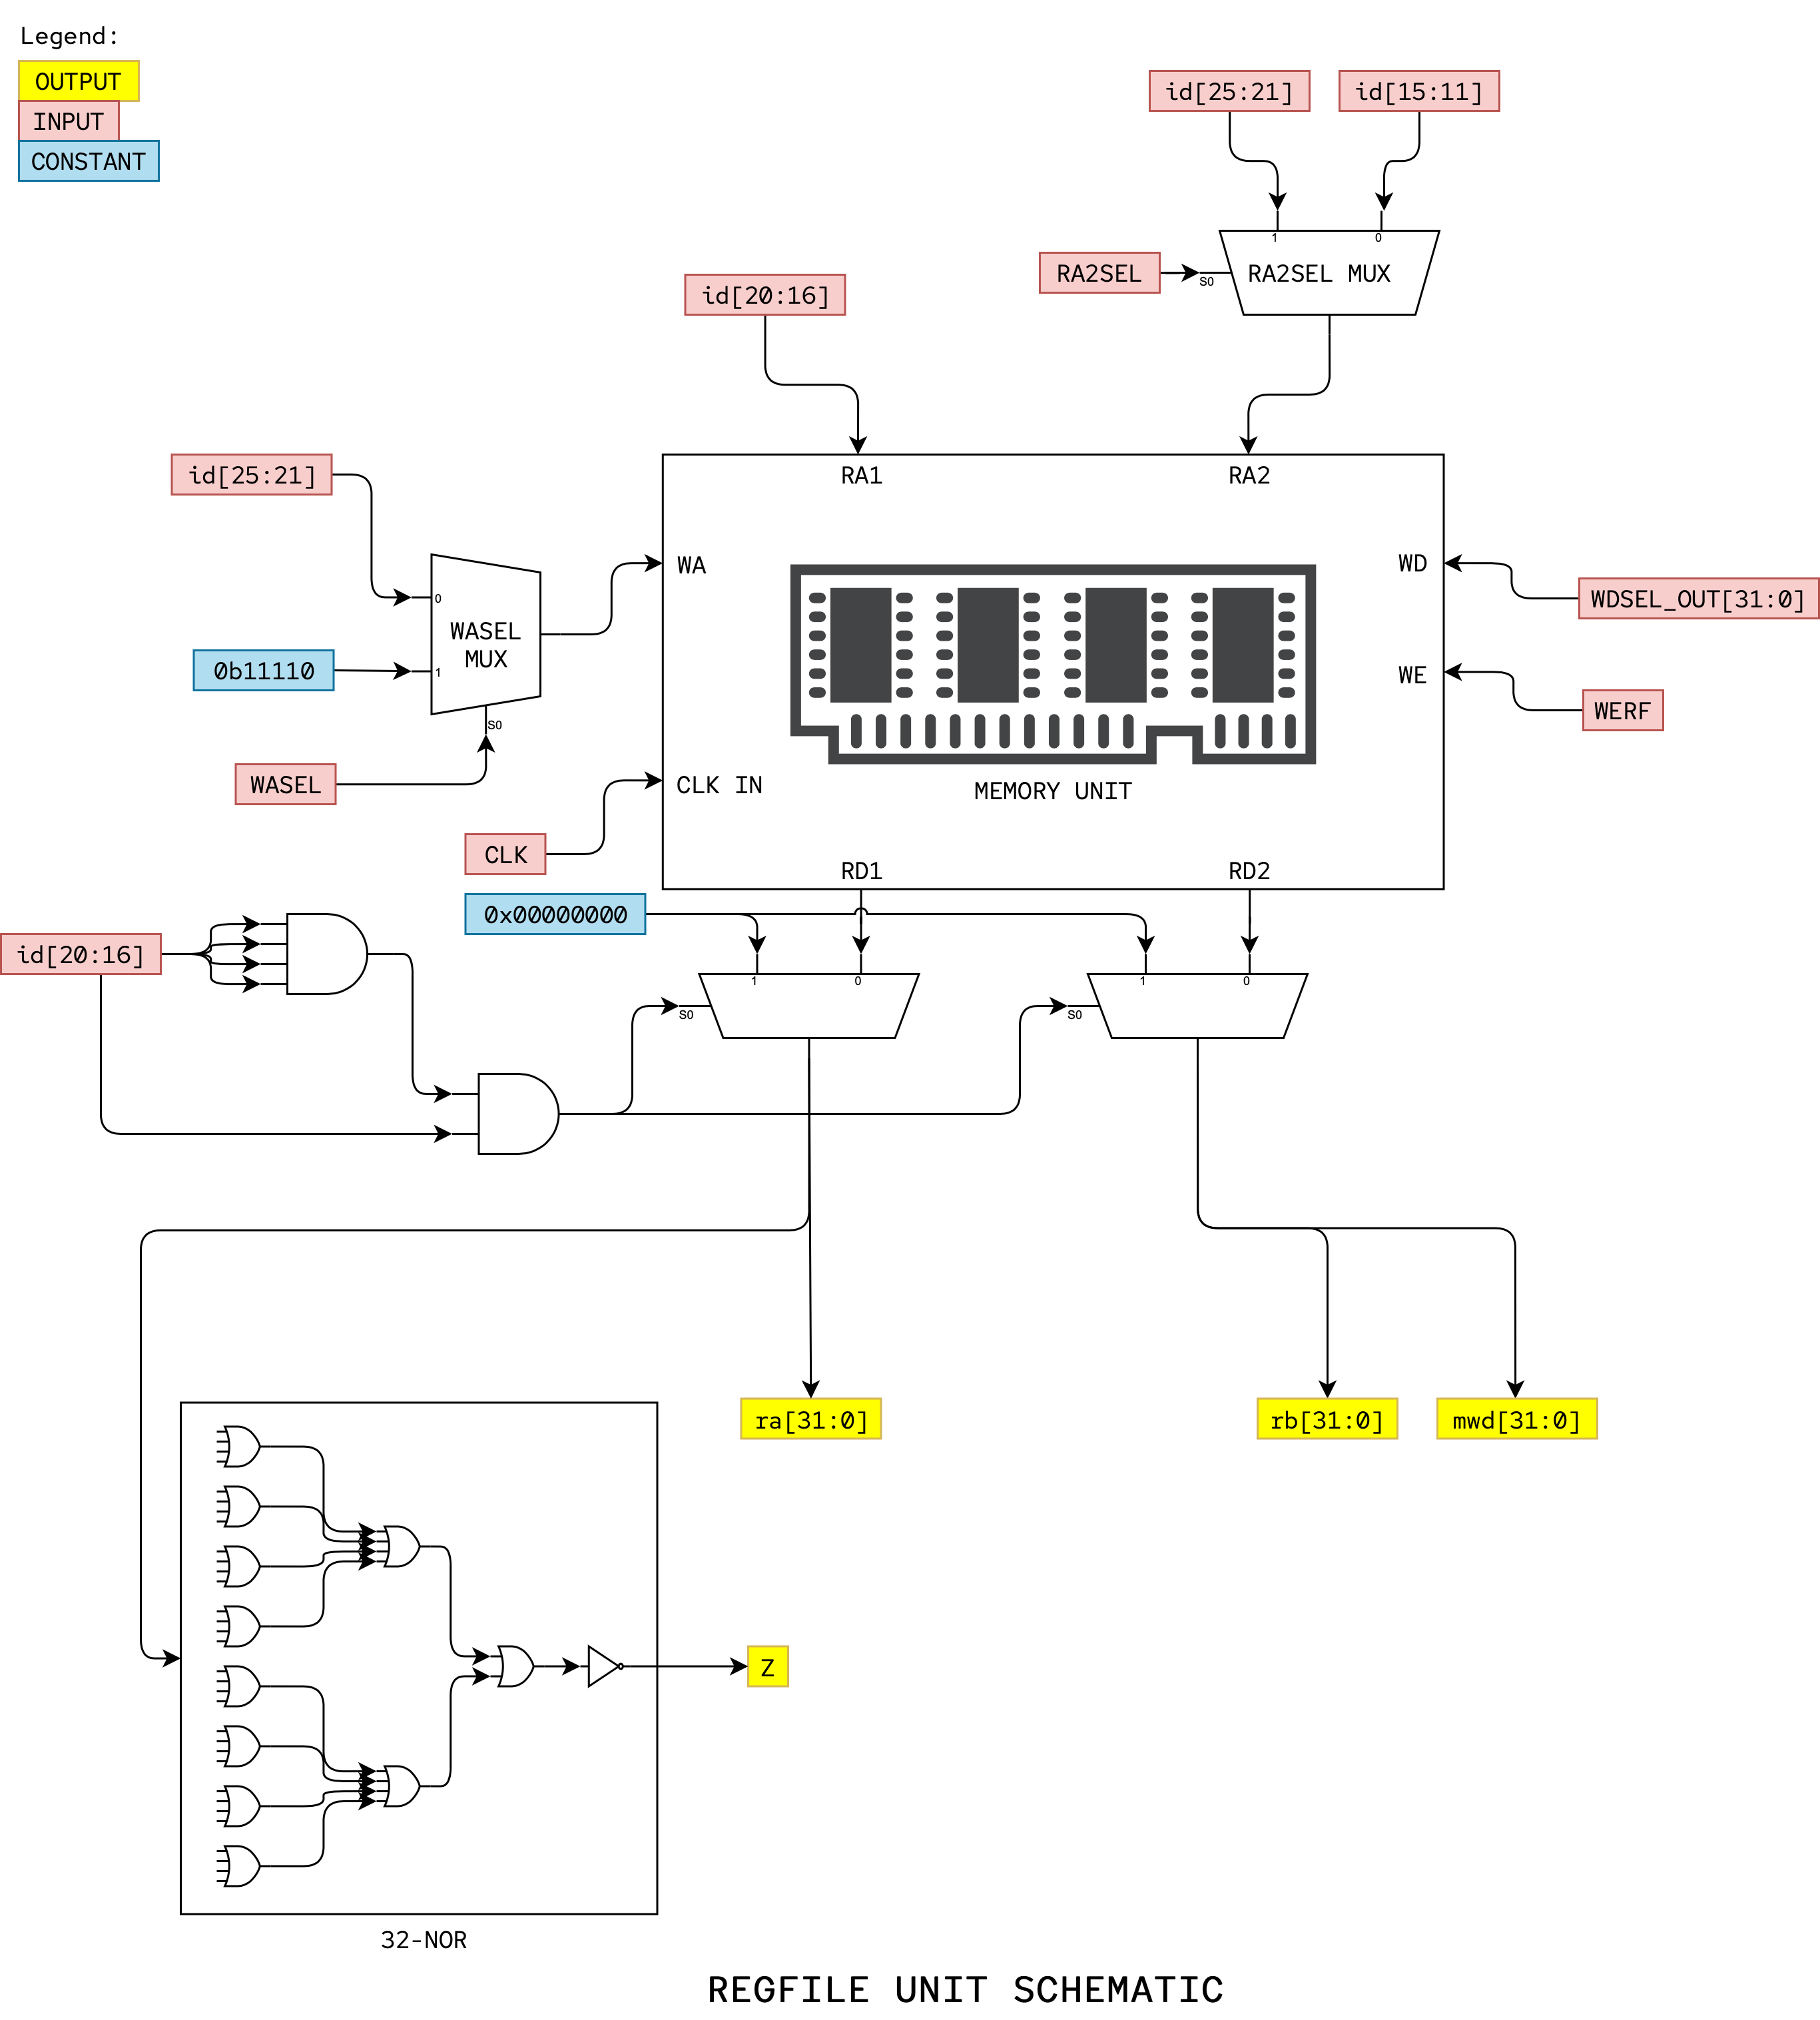 Legend:
OUTPUT
INPUT
CONSTANT
id[25:21]
id[15:11]
1
0
RA2SEL
S0
RA2SEL MUX
id[20:16]
id[25:21]
RA1
RA2
WA
WD
WDSEL_OUT[31:0]
0
WASEL
MUX
0b11110
1
WE
WERF
S0
WASEL
CLK IN
MEMORY UNIT
CLK
RD1
RD2
0x00000000
id[20:16]
1
0
1
0
S0
S0
ra[31:0]
rb[31:0]
mwd[31:0]
Z
32-NOR
REGFILE UNIT SCHEMATIC